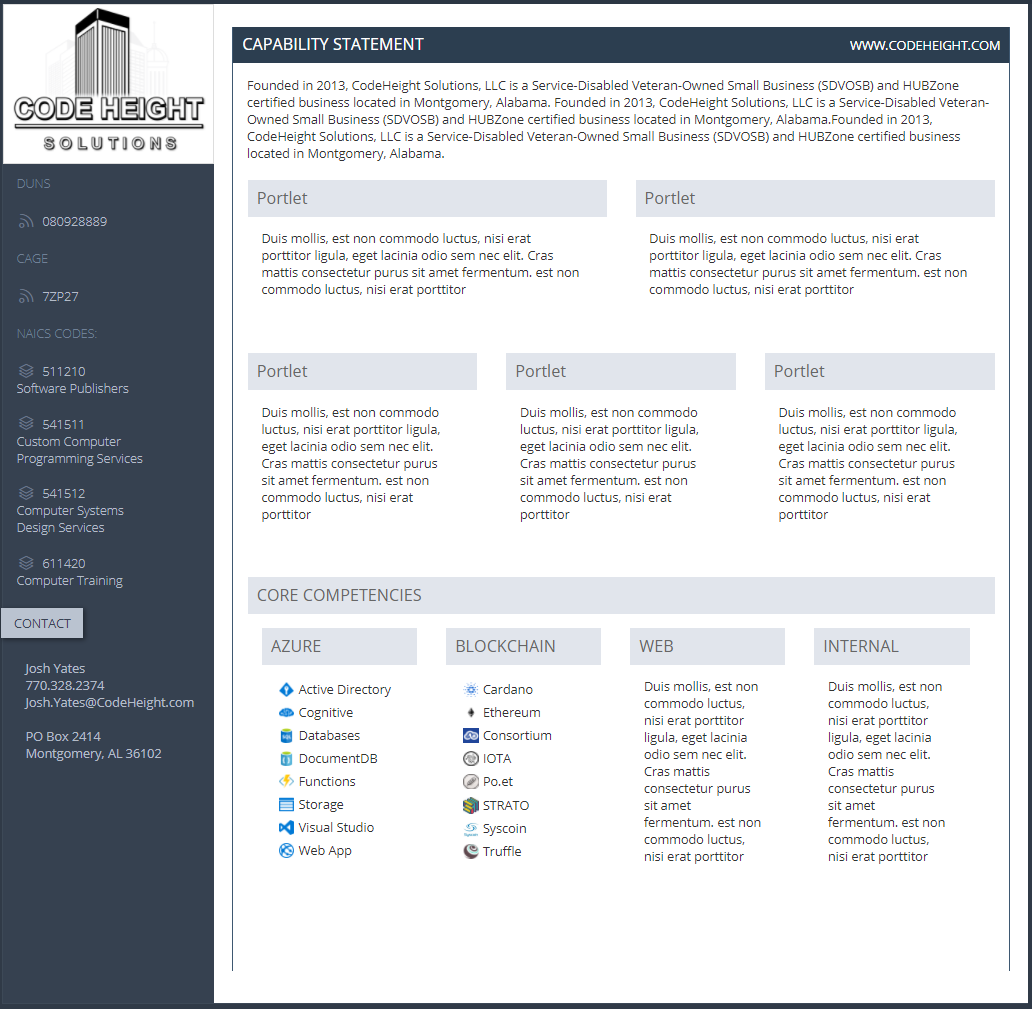 CODE HEIGHT
SOLUTIONS
DUNS
080928889
CAGE
7ZP27
NAICS CODES:
511210
Software Publishers
541511
Custom Computer
Programming Services
541512
Computer Systems
Design Services
611420
Computer Training
CONTACT
Josh Yates
770.328.2374
Josh.Yates@CodeHeight.com
PO Box 2414
Montgomery, AL 36102
CAPABILITY STATEMENT
WWW.CODEHEIGHT.COM
Founded in 2013, CodeHeight Solutions, LLC is a Service-Disabled Veteran-Owned Small Business (SDVOSB) and HUBZone
certified business located in Montgomery, Alabama. Founded in 2013, CodeHeight Solutions, LLC is a Service-Disabled Veteran-
Owned Small Business (SDVOSB) and HUBZone certified business located in Montgomery, Alabama.Founded in 2013,
CodeHeight Solutions, LLC is a Service-Disabled Veteran-Owned Small Business (SDVOSB) and HUBZone certified business
located in Montgomery, Alabama.
Portlet
Duis mollis, est non commodo luctus, nisi erat
porttitor ligula, eget lacinia odio sem nec elit. Cras
mattis consectetur purus sit amet fermentum. est non
commodo luctus, nisi erat porttitor
Portlet
Duis mollis, est non commodo luctus, nisi erat
porttitor ligula, eget lacinia odio sem nec elit. Cras
mattis consectetur purus sit amet fermentum. est non
commodo luctus, nisi erat porttitor
Portlet
Duis mollis, est non commodo
luctus, nisi erat porttitor ligula,
eget lacinia odio sem nec elit.
Cras mattis consectetur purus
sit amet fermentum. est non
commodo luctus, nisi erat
porttitor
Portlet
Duis mollis, est non commodo
luctus, nisi erat porttitor ligula,
eget lacinia odio sem nec elit.
Cras mattis consectetur purus
sit amet fermentum. est non
commodo luctus, nisi erat
porttitor
Portlet
Duis mollis, est non commodo
luctus, nisi erat porttitor ligula,
eget lacinia odio sem nec elit.
Cras mattis consectetur purus
sit amet fermentum. est non
commodo luctus, nisi erat
porttitor
CORE COMPETENCIES
AZURE
Active Directory
Cognitive
Databases
DocumentDB
Functions
Storage
Visual Studio
Web App
BLOCKCHAIN
Cardano
Ethereum
Consortium
IOTA
Po.et
STRATO
Syscoin
Truffle
WEB
Duis mollis, est non
commodo luctus,
nisi erat porttitor
ligula, eget lacinia
odio sem nec elit.
Cras mattis
consectetur purus
sit amet
fermentum. est non
commodo luctus,
nisi erat porttitor
INTERNAL
Duis mollis, est non
commodo luctus,
nisi erat porttitor
ligula, eget lacinia
odio sem nec elit.
Cras mattis
consectetur purus
sit amet
fermentum. est non
commodo luctus,
nisi erat porttitor